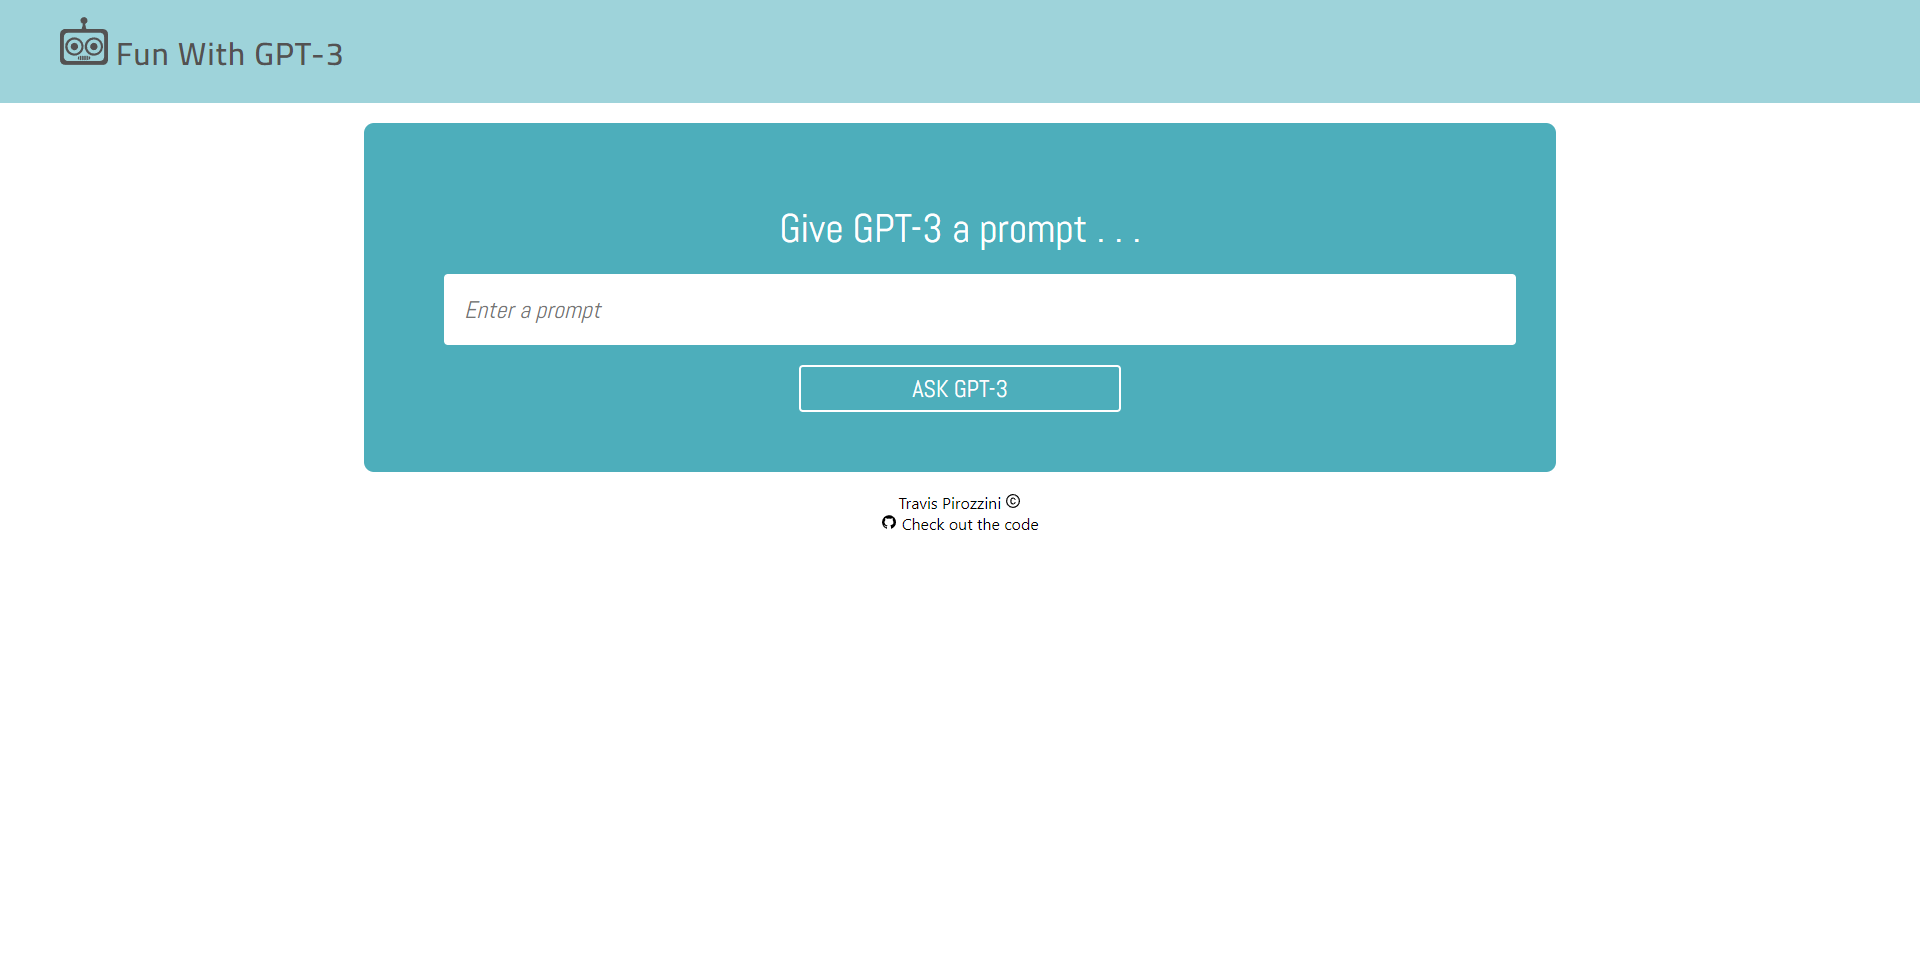 Fun With GPT-3
Give GPT-3 a prompt . . .
Enter a prompt
ASK GPT-3
Travis Pirozzini ©
Check out the code